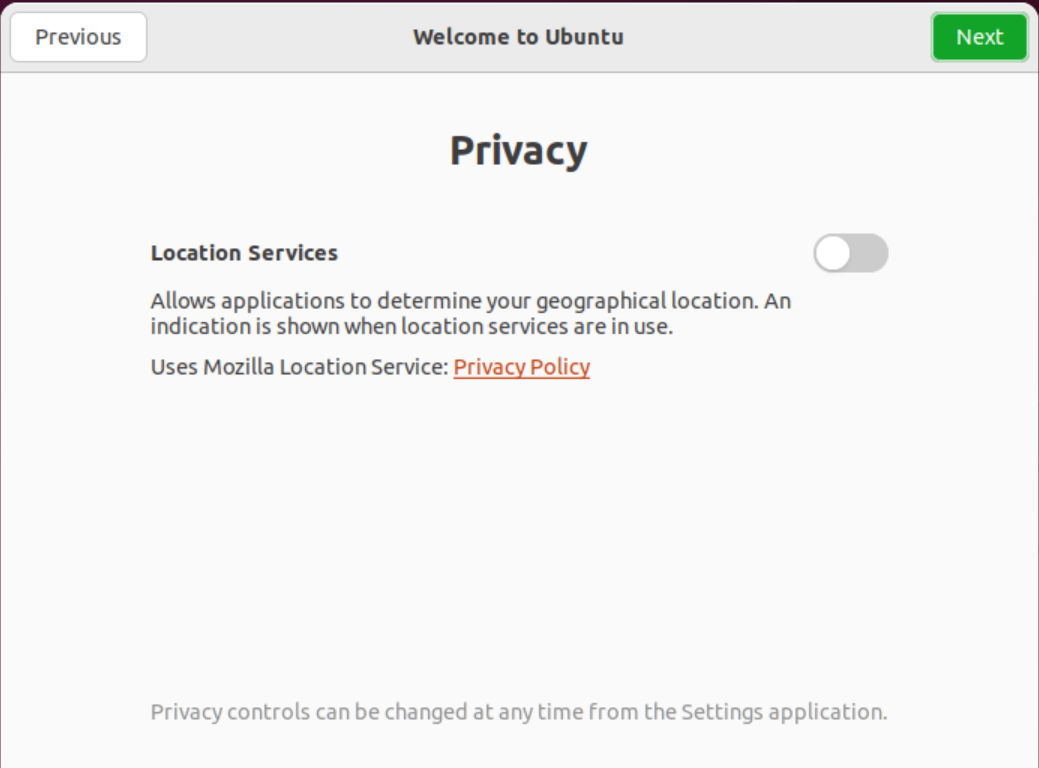 Previous
Welcome to Ubuntu
Next
Privacy
Location Services
Allows applications to determine your geographical location. An
indication is shown when location services are in use.
Uses Mozilla Location Service: Privacy Policy
Privacy controls can be changed at any time from the Settings application.